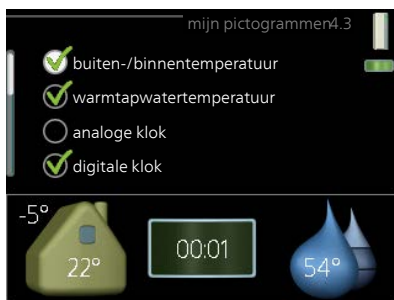 mijn pictogrammen4.3
buiten-/binnentemperatuur
warmtapwatertemperatuur
analoge klok
digitale klok
-5°
22°
00:01
54°